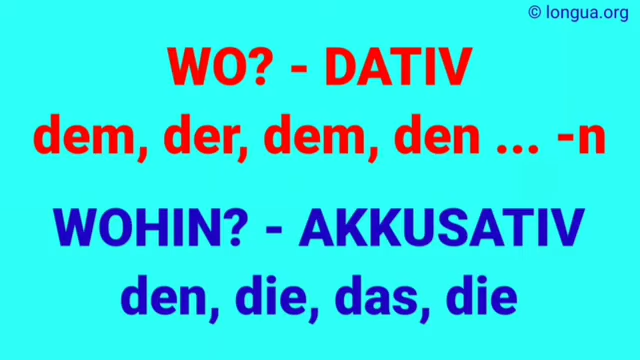 © longua.org
WO? - DATIV
dem, der, dem, den ... -n
WOHIN? - AKKUSATIV
den, die, das, die